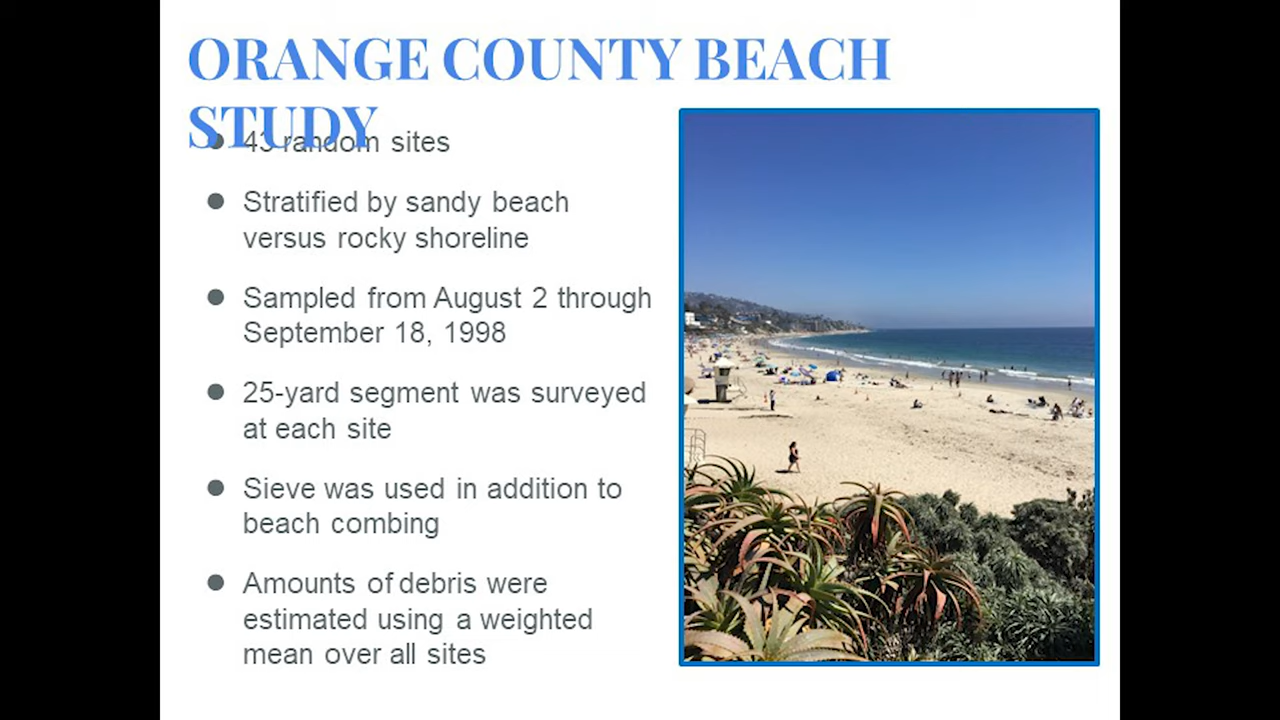 ORANGE COUNTY BEACH
STUDY
● 43 random sites
● Stratified by sandy beach
versus rocky shoreline
● Sampled from August 2 through
September 18, 1998
● 25-yard segment was surveyed
at each site
● Sieve was used in addition to
beach combing
● Amounts of debris were
estimated using a weighted
mean over all sites